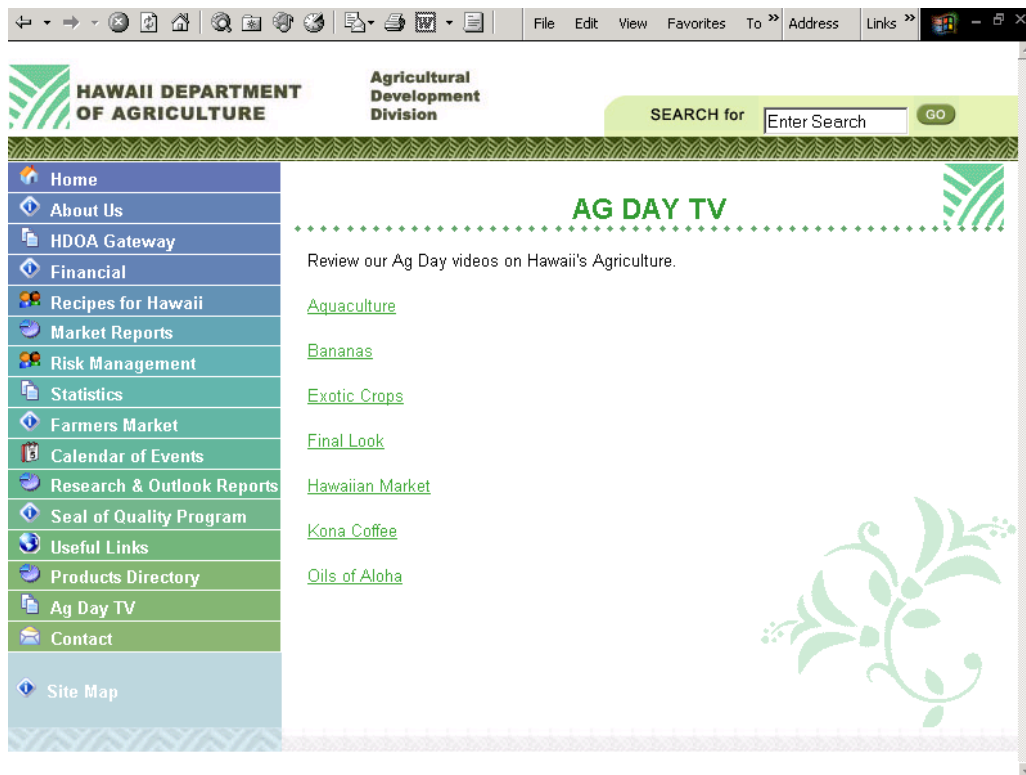 File Edit View Favorites To » Address Links »
HAWAII DEPARTMENT
OF AGRICULTURE
Agricultural
Development
Division
SEARCH for Enter Search GO
Home
About Us
HDOA Gateway
Financial
Recipes for Hawaii
Market Reports
Risk Management
Statistics
Farmers Market
Calendar of Events
Research & Outlook Reports
Seal of Quality Program
Useful Links
Products Directory
Ag Day TV
Contact
Site Map
AG DAY TV
Review our Ag Day videos on Hawaii's Agriculture.
Aquaculture
Bananas
Exotic Crops
Final Look
Hawaiian Market
Kona Coffee
Oils of Aloha